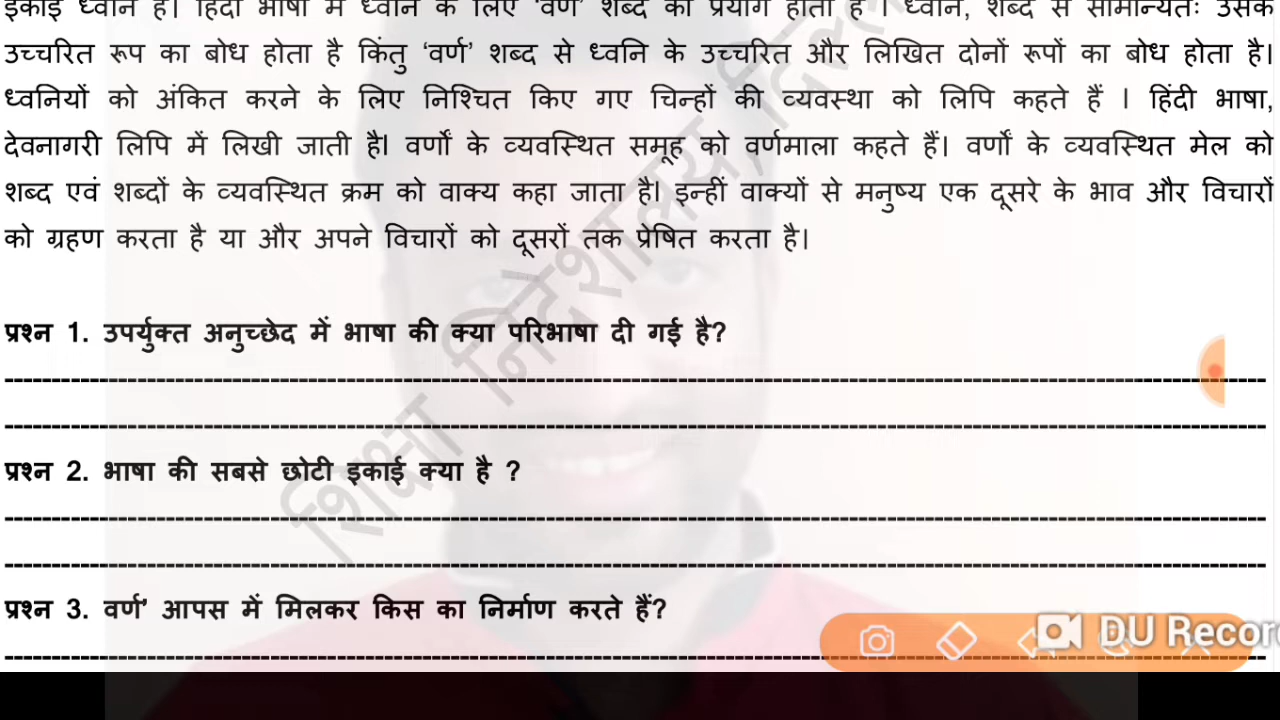 इकाई ध्वनि है। हिंदी भाषा में ध्वनि के लिए 'वर्ण' शब्द का प्रयोग होता है । ध्वनि, शब्द से सामान्यतः उसके
उच्चरित रूप का बोध होता है किंतु 'वर्ण' शब्द से ध्वनि के उच्चरित और लिखित दोनों रूपों का बोध होता है।
ध्वनियों को अंकित करने के लिए निश्चित किए गए चिन्हों की व्यवस्था को लिपि कहते हैं । हिंदी भाषा,
देवनागरी लिपि में लिखी जाती है। वर्णों के व्यवस्थित समूह को वर्णमाला कहते हैं। वर्णों के व्यवस्थित मेल को
शब्द एवं शब्दों के व्यवस्थित क्रम को वाक्य कहा जाता है। इन्हीं वाक्यों से मनुष्य एक दूसरे के भाव और विचारों
को ग्रहण करता है या और अपने विचारों को दूसरों तक प्रेषित करता है।
शिक्षा निदेशालय,
प्रश्न 1. उपर्युक्त अनुच्छेद में भाषा की क्या परिभाषा दी गई है?
प्रश्न 2. भाषा की सबसे छोटी इकाई क्या है ?
प्रश्न 3. वर्ण' आपस में मिलकर किस का निर्माण करते हैं?
DU Recor